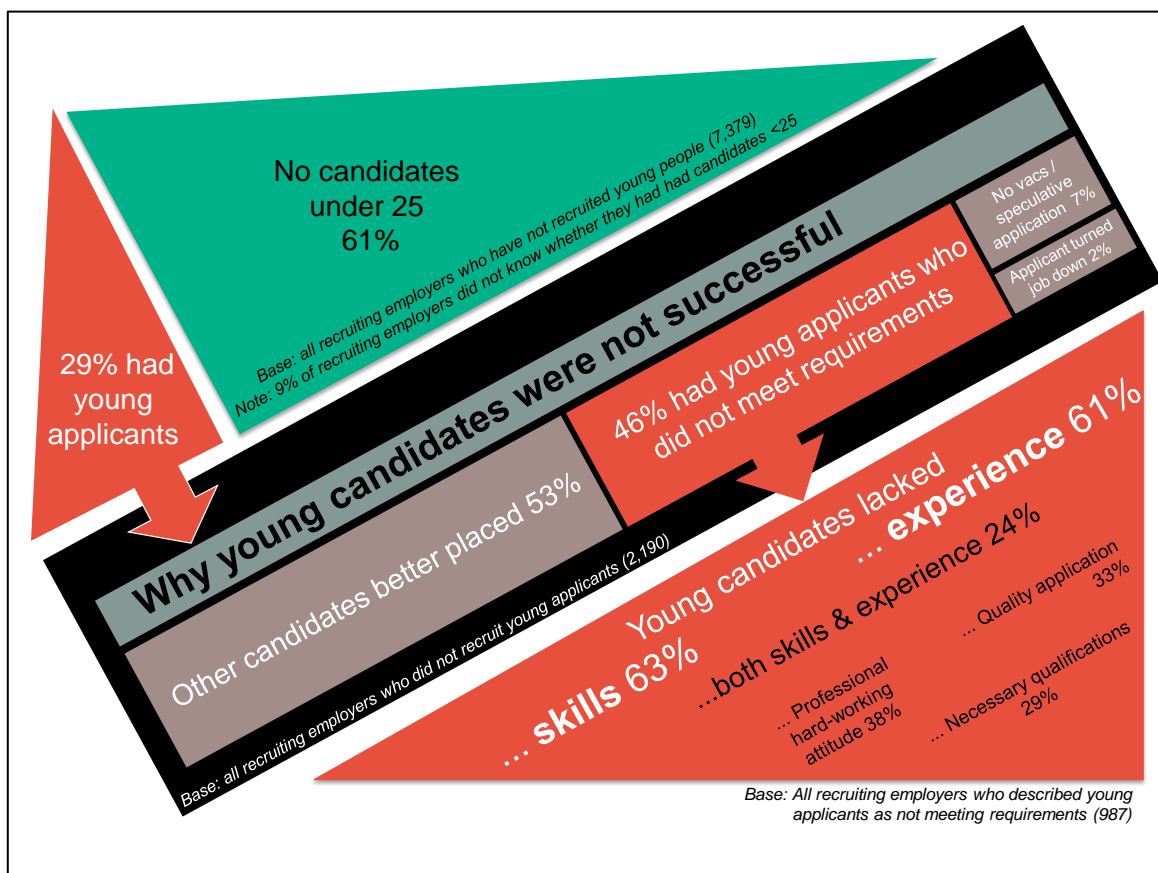 No candidates
under 25
61%
Base: all recruiting employers who have not recruited young people (7,379)
Note: 9% of recruiting employers did not know whether they had had candidates <25
29% had
young
applicants
Why young candidates were not successful
Other candidates better placed 53%
46% had young applicants who
did not meet requirements
No vacs /
speculative
application 7%
Applicant turned
job down 2%
Base: all recruiting employers who did not recruit young applicants (2,190)
Young candidates lacked
... skills 63%
... experience 61%
...both skills & experience 24%
... Professional
hard-working
attitude 38%
... Quality application
33%
... Necessary qualifications
29%
Base: All recruiting employers who described young
applicants as not meeting requirements (987)